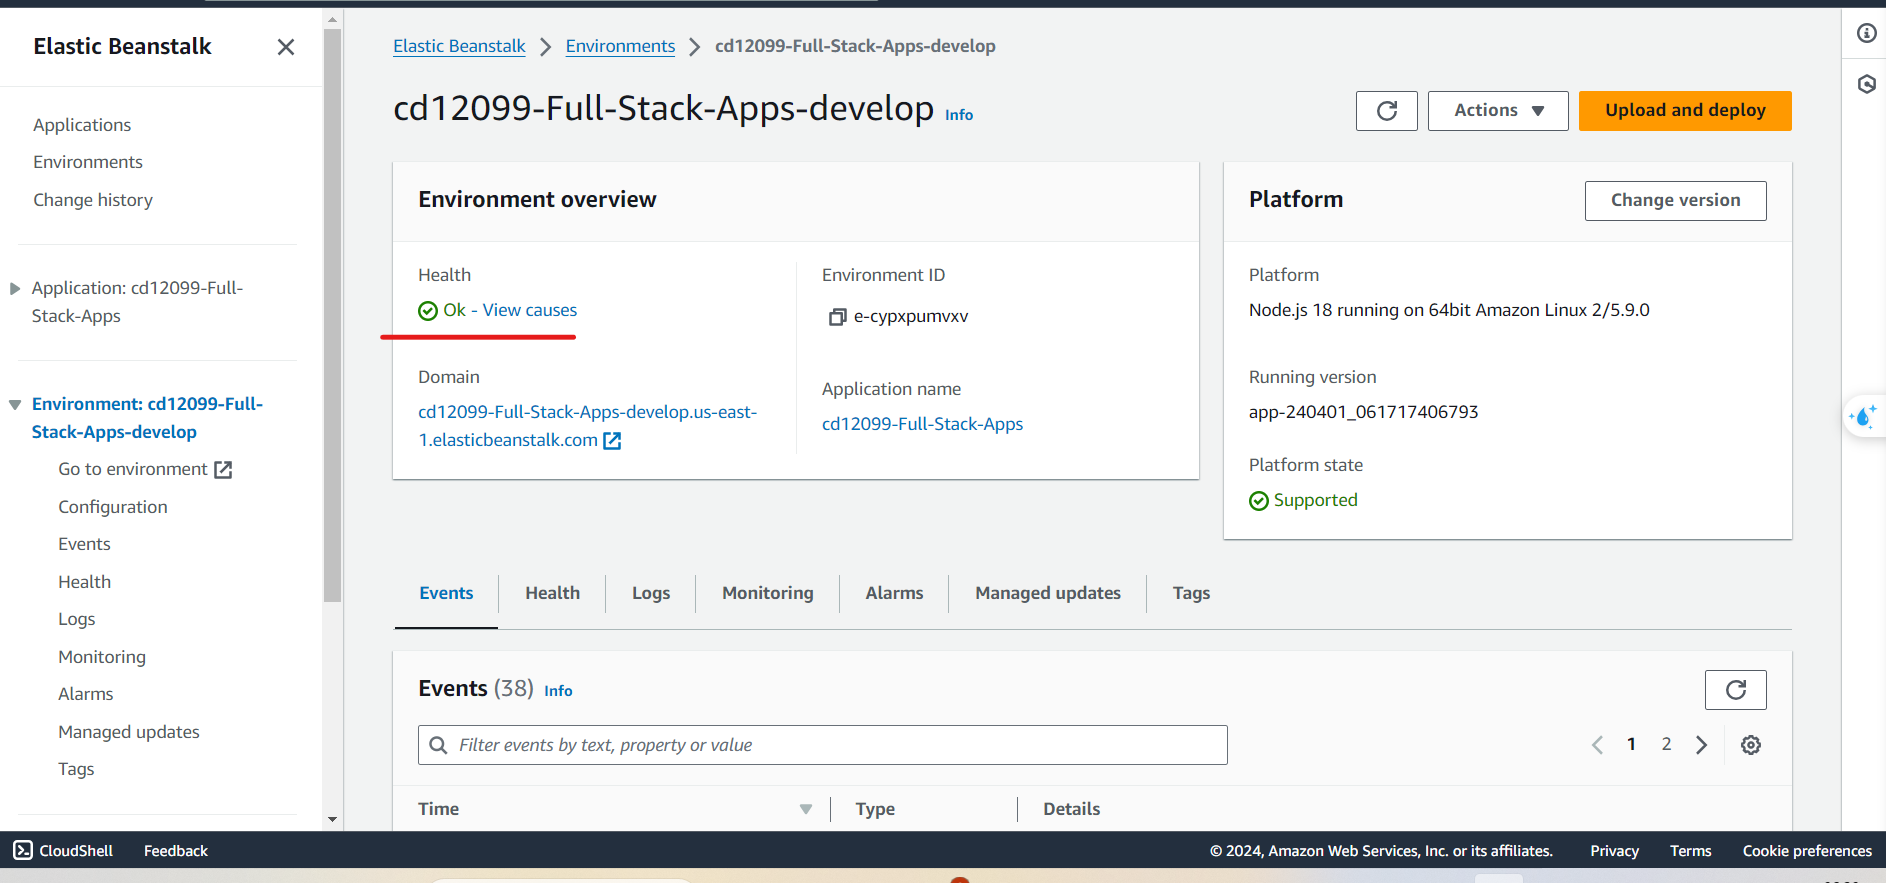 Elastic Beanstalk
Applications
Environments
Change history
Application: cd12099-Full-
Stack-Apps
Environment: cd12099-Full-
Stack-Apps-develop
Go to environment
Configuration
Events
Health
Logs
Monitoring
Alarms
Managed updates
Tags
Elastic Beanstalk > Environments > cd12099-Full-Stack-Apps-develop
cd12099-Full-Stack-Apps-develop Info
Actions
Upload and deploy
Environment overview
Health
Ok - View causes
Domain
cd12099-Full-Stack-Apps-develop.us-east-
1.elasticbeanstalk.com
Environment ID
e-cypxpumvxv
Application name
cd12099-Full-Stack-Apps
Platform
Change version
Platform
Node.js 18 running on 64bit Amazon Linux 2/5.9.0
Running version
app-240401_061717406793
Platform state
Supported
Events Health Logs Monitoring Alarms Managed updates Tags
Events (38) Info
Filter events by text, property or value
1 2
Time Type Details
CloudShell Feedback © 2024, Amazon Web Services, Inc. or its affiliates. Privacy Terms Cookie preferences